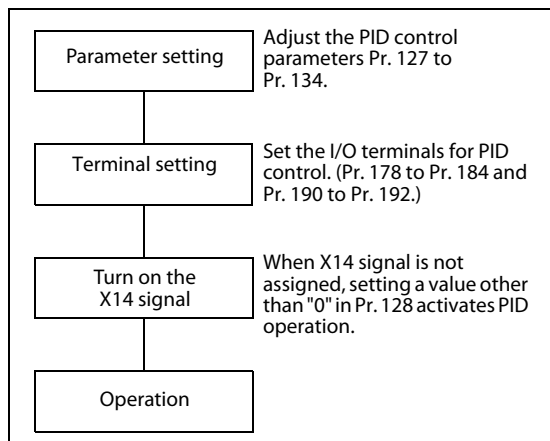 Parameter setting
Adjust the PID control
parameters Pr. 127 to
Pr. 134.
Terminal setting
Set the I/O terminals for PID
control. (Pr. 178 to Pr. 184 and
Pr. 190 to Pr. 192.)
Turn on the
X14 signal
When X14 signal is not
assigned, setting a value other
than "0" in Pr. 128 activates PID
operation.
Operation